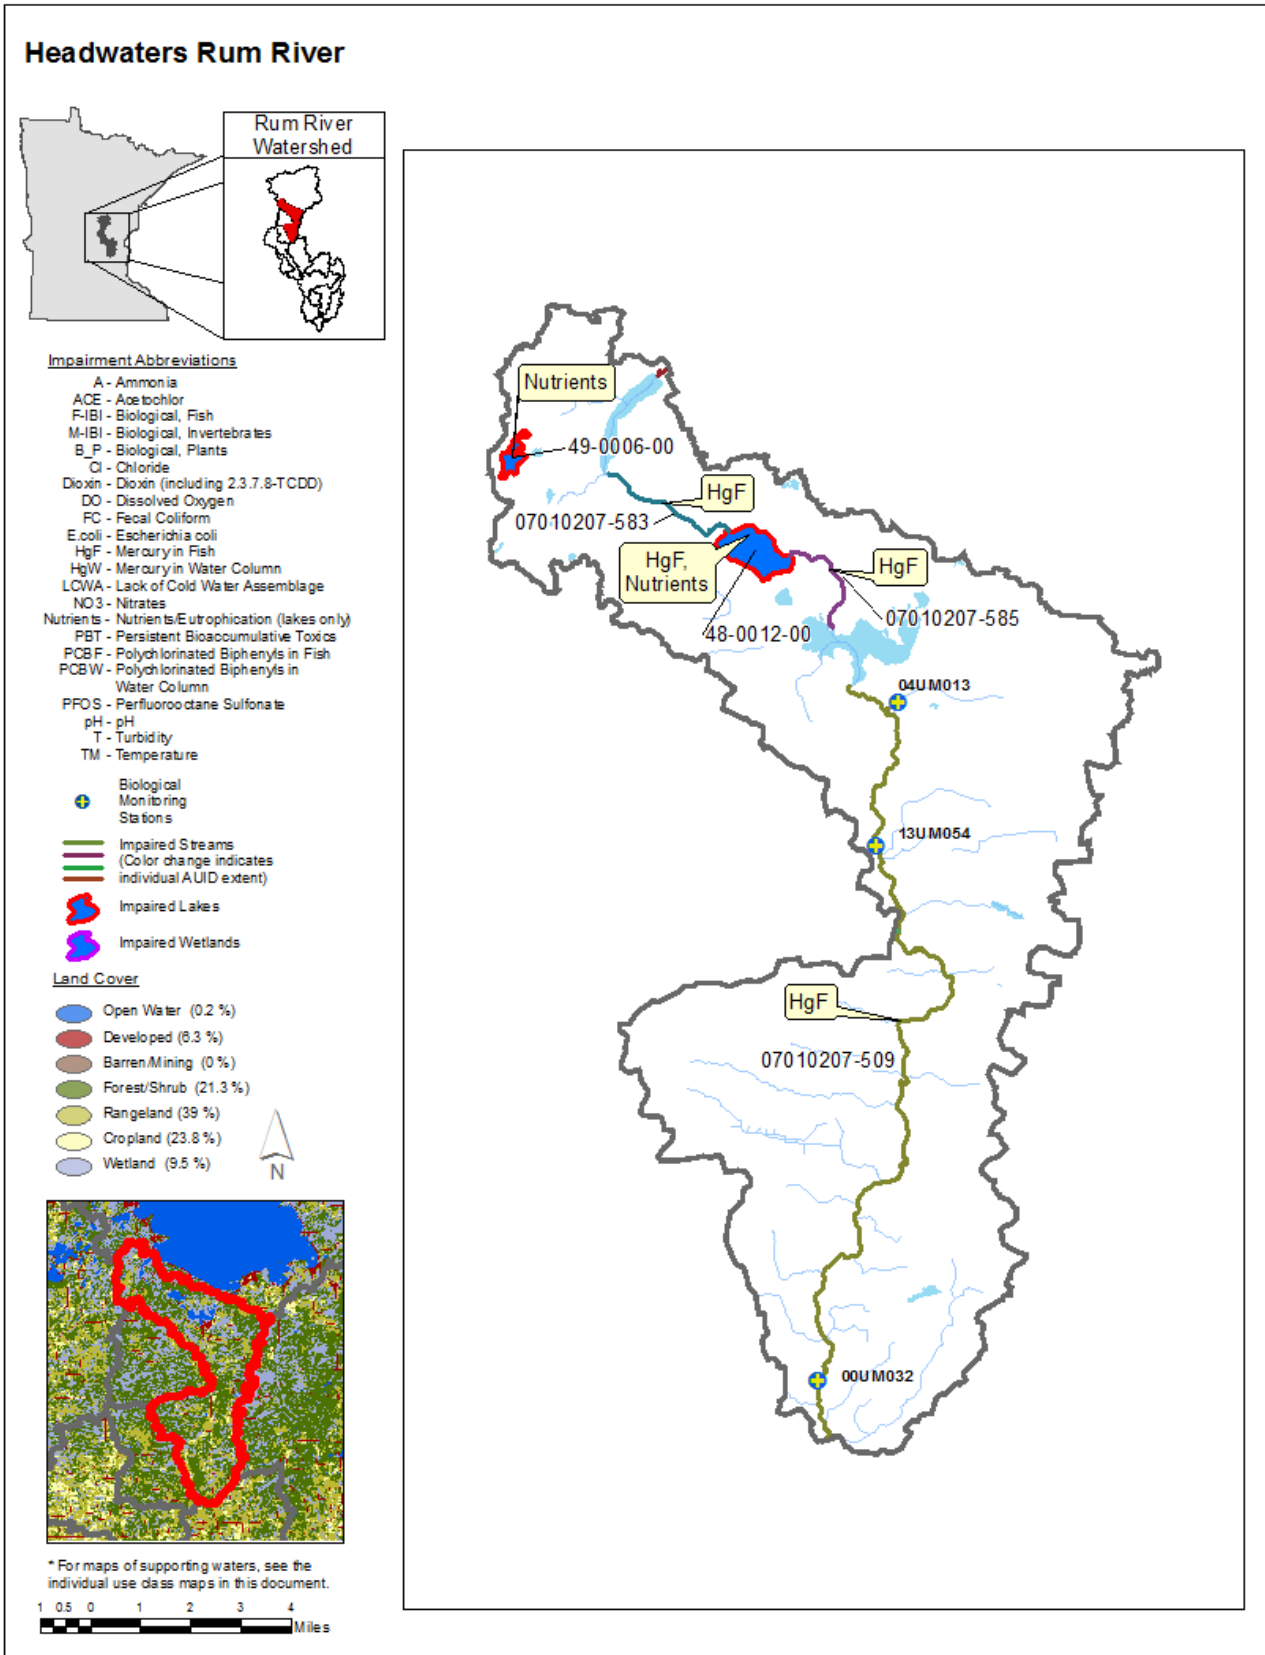 Headwaters Rum River
Rum River
Watershed
Impairment Abbreviations
A - Ammonia
ACE - Acetochlor
F-IBI - Biological, Fish
M-IBI - Biological, Invertebrates
B_P - Biological, Plants
Cl - Chloride
Dioxin - Dioxin (including 2.3.7.8-TCDD)
DO - Dissolved Oxygen
FC - Fecal Coliform
E.coli - Escherichia coli
HgF - Mercury in Fish
HgW - Mercury in Water Column
LCWA - Lack of Cold Water Assemblage
NO3 - Nitrates
Nutrients - Nutrients/Eutrophication (lakes only)
PBT - Persistent Bioaccumulative Toxics
PCBF - Polychlorinated Biphenyls in Fish
PCBW - Polychlorinated Biphenyls in
Water Column
PFOS - Perfluorooctane Sulfonate
pH - pH
T - Turbidity
TM - Temperature
Biological
Monitoring
Stations
Impaired Streams
(Color change indicates
individual AUID extent)
Impaired Lakes
Impaired Wetlands
Land Cover
Open Water (0.2 %)
Developed (6.3 %)
Barren/Mining (0 %)
Forest/Shrub (21.3 %)
Rangeland (39 %)
Cropland (23.8 %)
Wetland (9.5 %)
N
* For maps of supporting waters, see the
individual use class maps in this document.
1 0.5 0 1 2 3 4
Miles
Nutrients
49-0006-00
HgF
07010207-583
HgF,
Nutrients
HgF
07010207-585
48-0012-00
04UM013
13UM054
HgF
07010207-509
00UM032